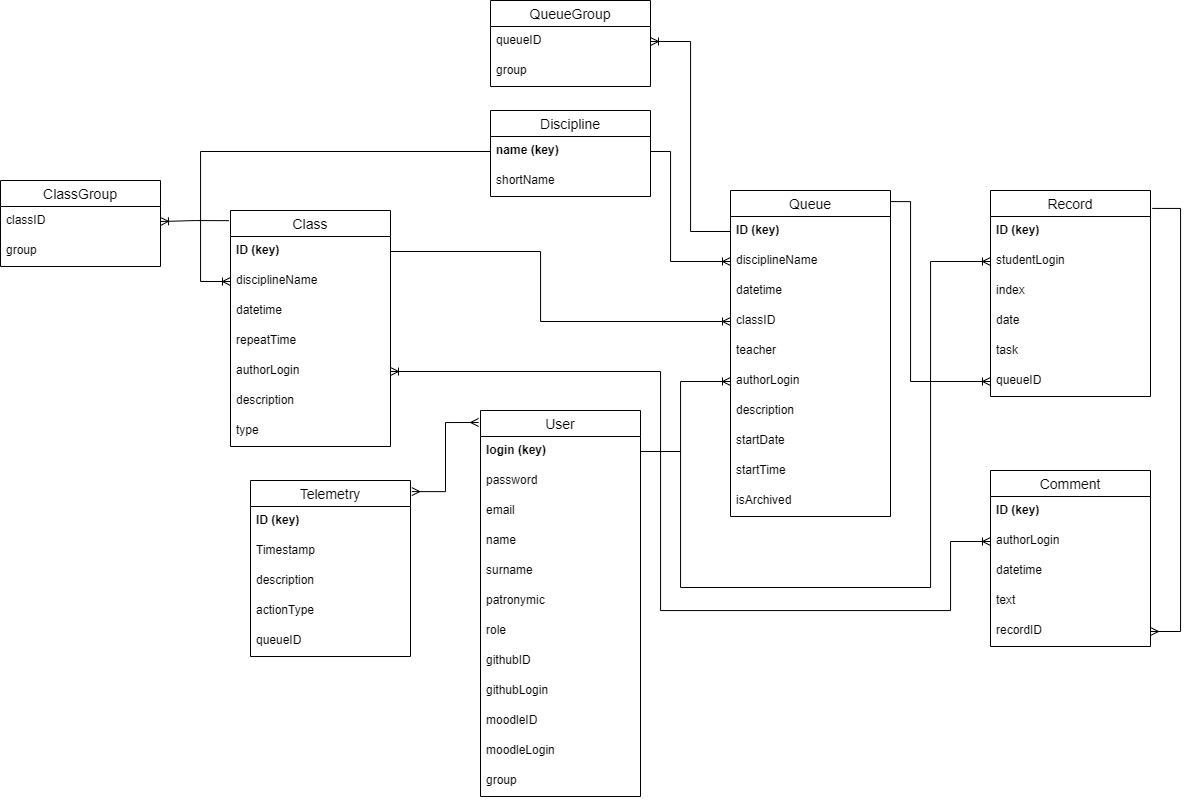 QueueGroup
queueID
group
Discipline
name (key)
shortName
ClassGroup
classID
group
Class
ID (key)
disciplineName
datetime
repeatTime
authorLogin
description
type
Queue
ID (key)
disciplineName
datetime
classID
teacher
authorLogin
description
startDate
startTime
isArchived
Record
ID (key)
studentLogin
index
date
task
queueID
User
login (key)
password
email
name
surname
patronymic
role
githubID
githubLogin
moodleID
moodleLogin
group
Telemetry
ID (key)
Timestamp
description
actionType
queueID
Comment
ID (key)
authorLogin
datetime
text
recordID